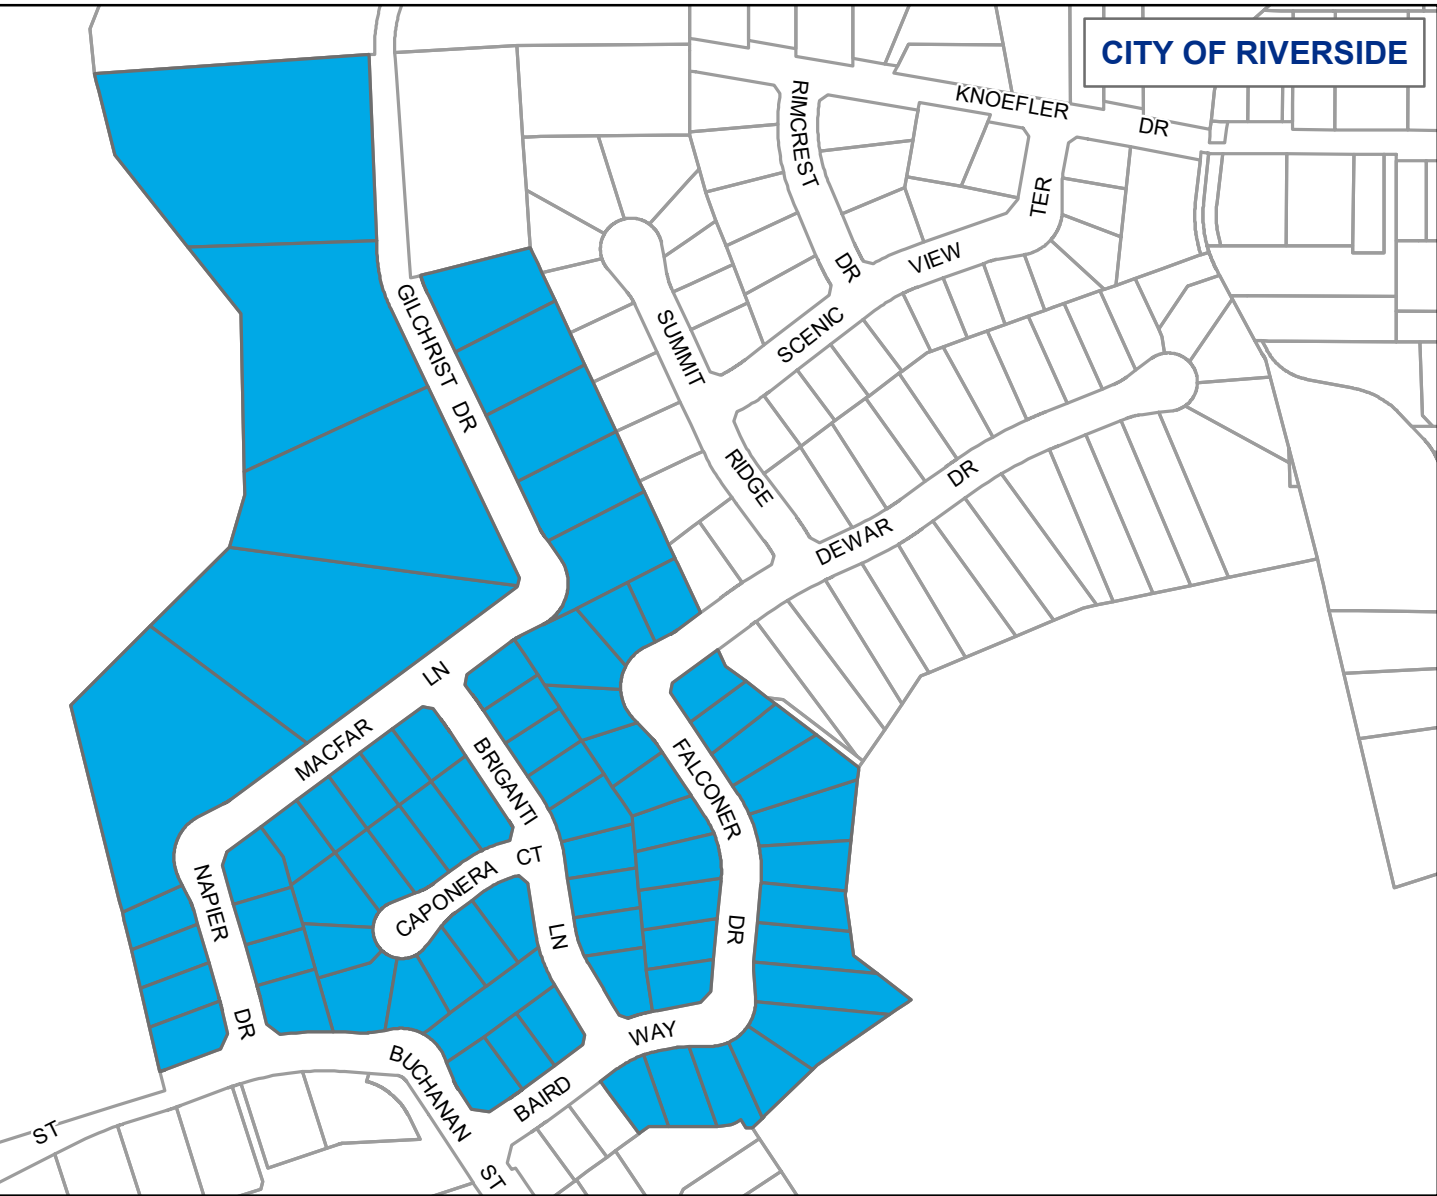 CITY OF RIVERSIDE
KNOEFLER DR
RIMCREST DR
TER
VIEW
SCENIC
GILCHRIST DR
SUMMIT
RIDGE
DEWAR DR
LN
MACFAR
BRIGANTI
FALCONER
CT
CAPONERA
NAPIER
LN
DR
DR
WAY
BUCHANAN
BAIRD
ST
ST